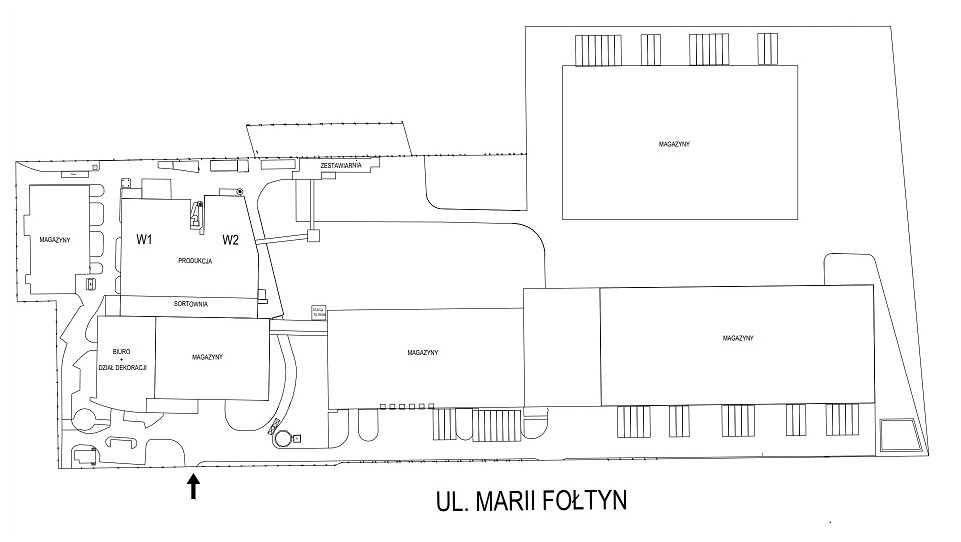 MAGAZYNY
ZESTAWIARNIA
W1
W2
MAGAZYNY
PRODUKCJA
SORTOWNIA
MAGAZYNY
BIURO
+
DZIAŁ DEKORACJI
MAGAZYNY
MAGAZYNY
UL. MARII FOŁTYN